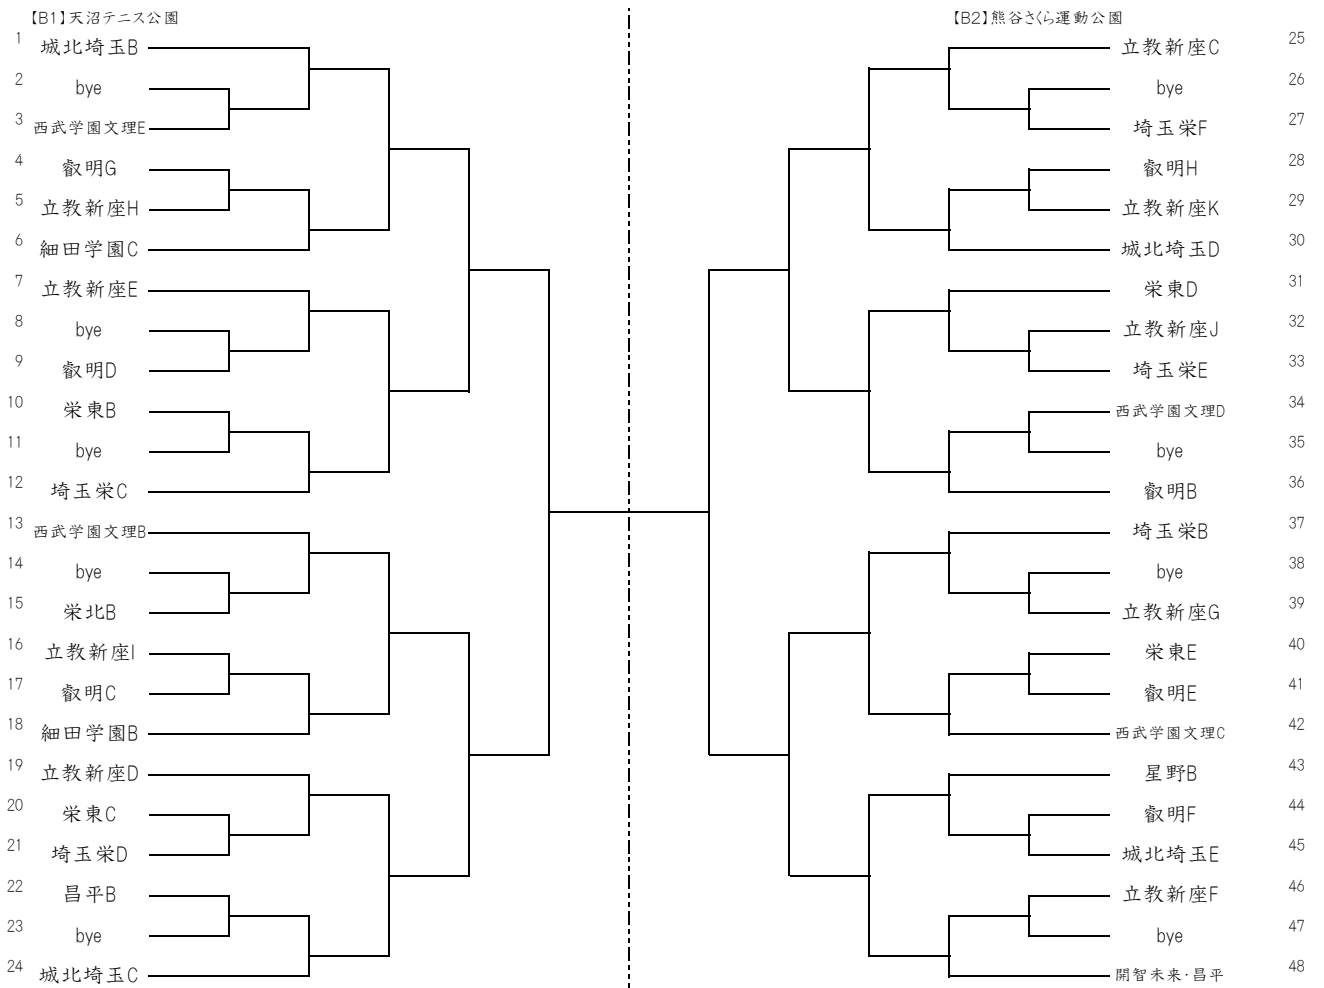 【B1】天沼テニス公園
1 城北埼玉B
2 bye
3 西武学園文理E
4 叡明G
5 立教新座H
6 細田学園C
7 立教新座E
8 bye
9 叡明D
10 栄東B
11 bye
12 埼玉栄C
13 西武学園文理B
14 bye
15 栄北B
16 立教新座I
17 叡明C
18 細田学園B
19 立教新座D
20 栄東C
21 埼玉栄D
22 昌平B
23 bye
24 城北埼玉C
【B2】熊谷さくら運動公園
立教新座C 25
bye 26
埼玉栄F 27
叡明H 28
立教新座K 29
城北埼玉D 30
栄東D 31
立教新座J 32
埼玉栄E 33
西武学園文理D 34
bye 35
叡明B 36
埼玉栄B 37
bye 38
立教新座G 39
栄東E 40
叡明E 41
西武学園文理C 42
星野B 43
叡明F 44
城北埼玉E 45
立教新座F 46
bye 47
開智未来・昌平 48